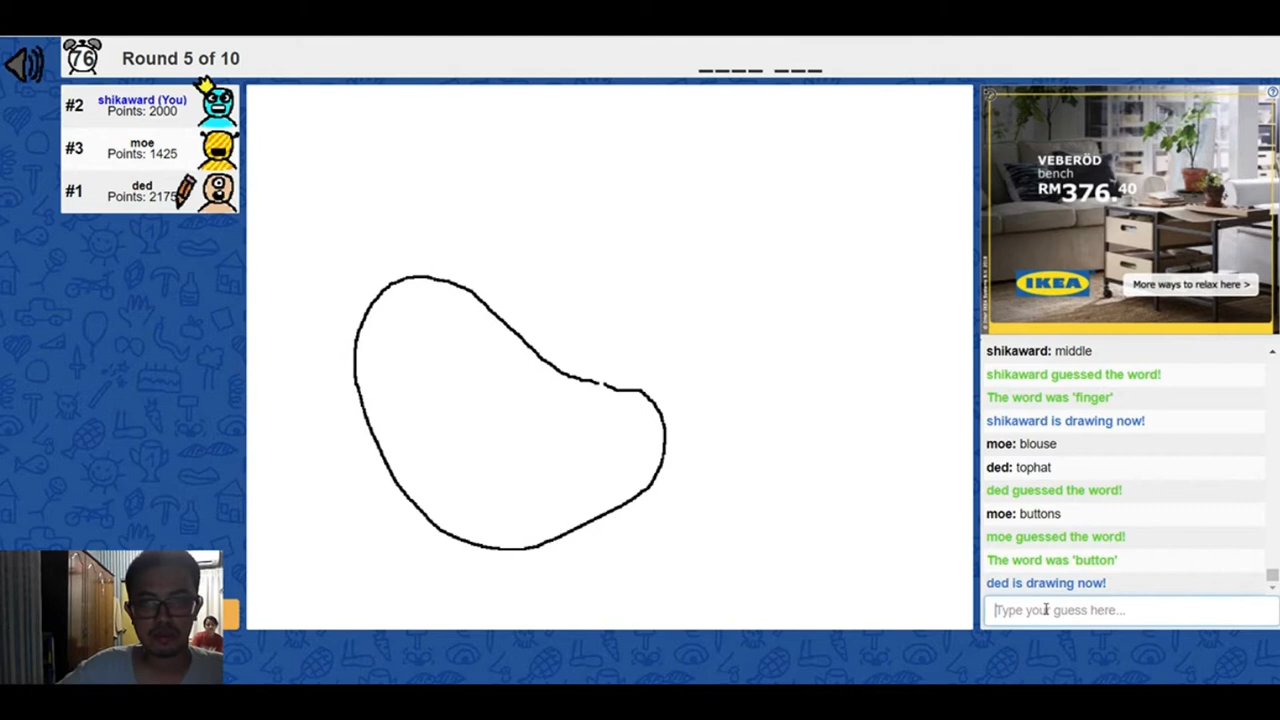 76
Round 5 of 10
____ ___
#2
shikaward (You)
Points: 2000
#3
moe
Points: 1425
#1
ded
Points: 2175
VEBERÖD
bench
RM376.40
IKEA
More ways to relax here >
shikaward: middle
shikaward guessed the word!
The word was 'finger'
shikaward is drawing now!
moe: blouse
ded: tophat
ded guessed the word!
moe: buttons
moe guessed the word!
The word was 'button'
ded is drawing now!
Type your guess here...